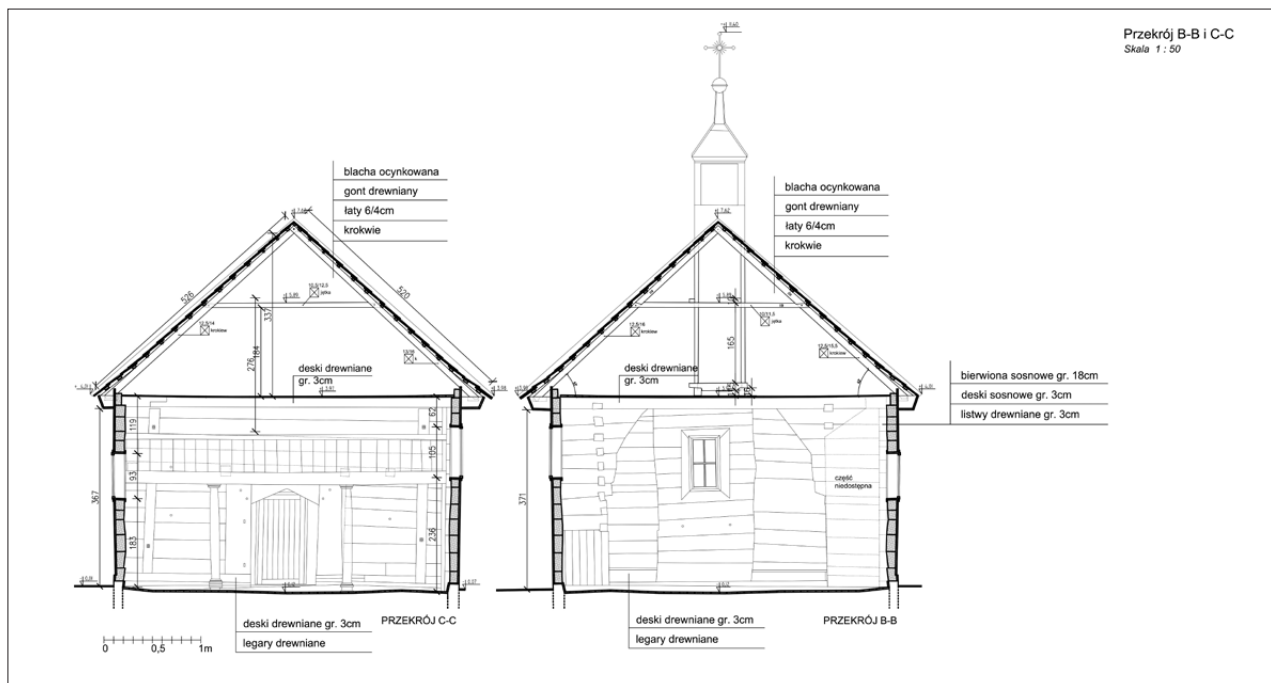 Przekrój B-B i C-C
Skala 1 : 50
blacha ocynkowana
gont drewniany
łaty 6/4cm
krokwie
526
520
337
276
184
deski drewniane
gr. 3cm
119
93
183
367
62
105
236
deski drewniane gr. 3cm
legary drewniane
PRZEKRÓJ C-C
0 0,5 1m
blacha ocynkowana
gont drewniany
łaty 6/4cm
krokwie
165
deski drewniane
gr. 3cm
bierwiona sosnowe gr. 18cm
deski sosnowe gr. 3cm
listwy drewniane gr. 3cm
371
część
niedostępna
deski drewniane gr. 3cm
legary drewniane
PRZEKRÓJ B-B